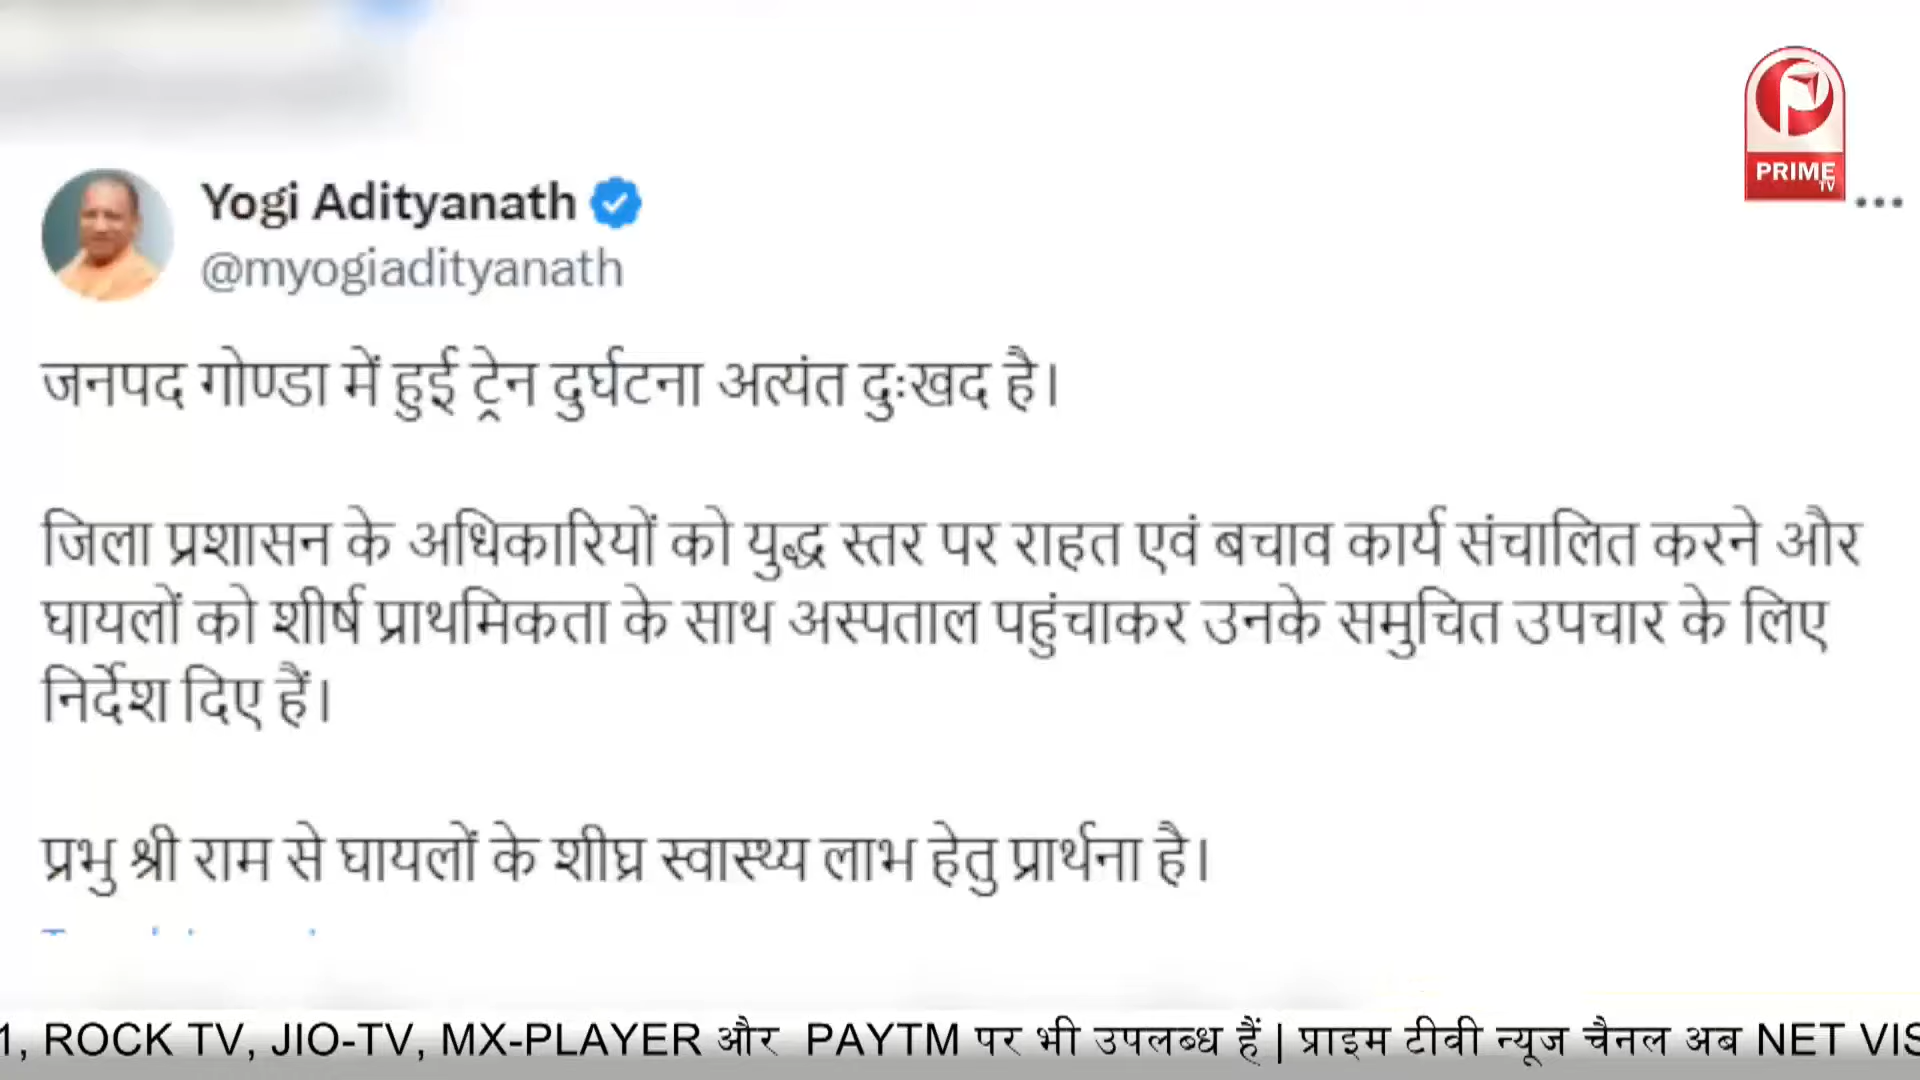 PRIME
TV
Yogi Adityanath
@myogiadityanath
जनपद गोण्डा में हुई ट्रेन दुर्घटना अत्यंत दुःखद है।
जिला प्रशासन के अधिकारियों को युद्ध स्तर पर राहत एवं बचाव कार्य संचालित करने और
घायलों को शीर्ष प्राथमिकता के साथ अस्पताल पहुंचाकर उनके समुचित उपचार के लिए
निर्देश दिए हैं।
प्रभु श्री राम से घायलों के शीघ्र स्वास्थ्य लाभ हेतु प्रार्थना है।
1, ROCK TV, JIO-TV, MX-PLAYER और PAYTM पर भी उपलब्ध हैं | प्राइम टीवी न्यूज चैनल अब NET VIS